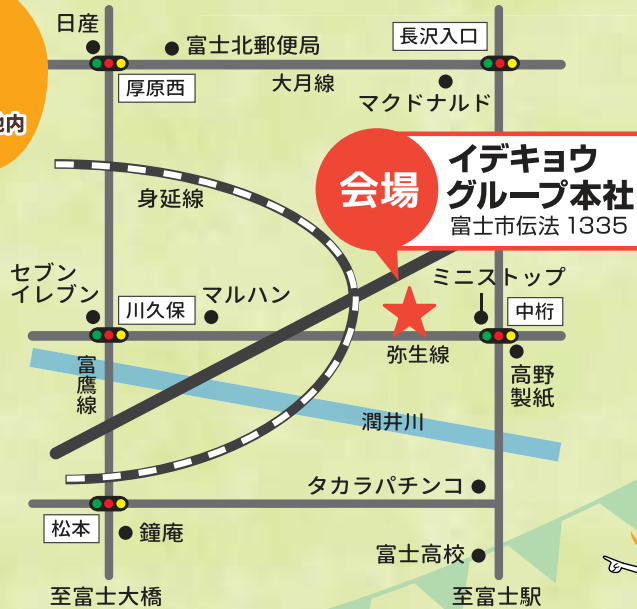 日産
富士北郵便局
長沢入口
厚原西
大月線
マクドナルド
地内
会場
イデキョウ
グループ本社
富士市伝法 1335
身延線
セブン
イレブン
川久保
マルハン
ミニストップ
中桁
弥生線
富鷹線
高野
製紙
潤井川
タカラパチンコ
松本
鐘庵
富士高校
至富士大橋
至富士駅